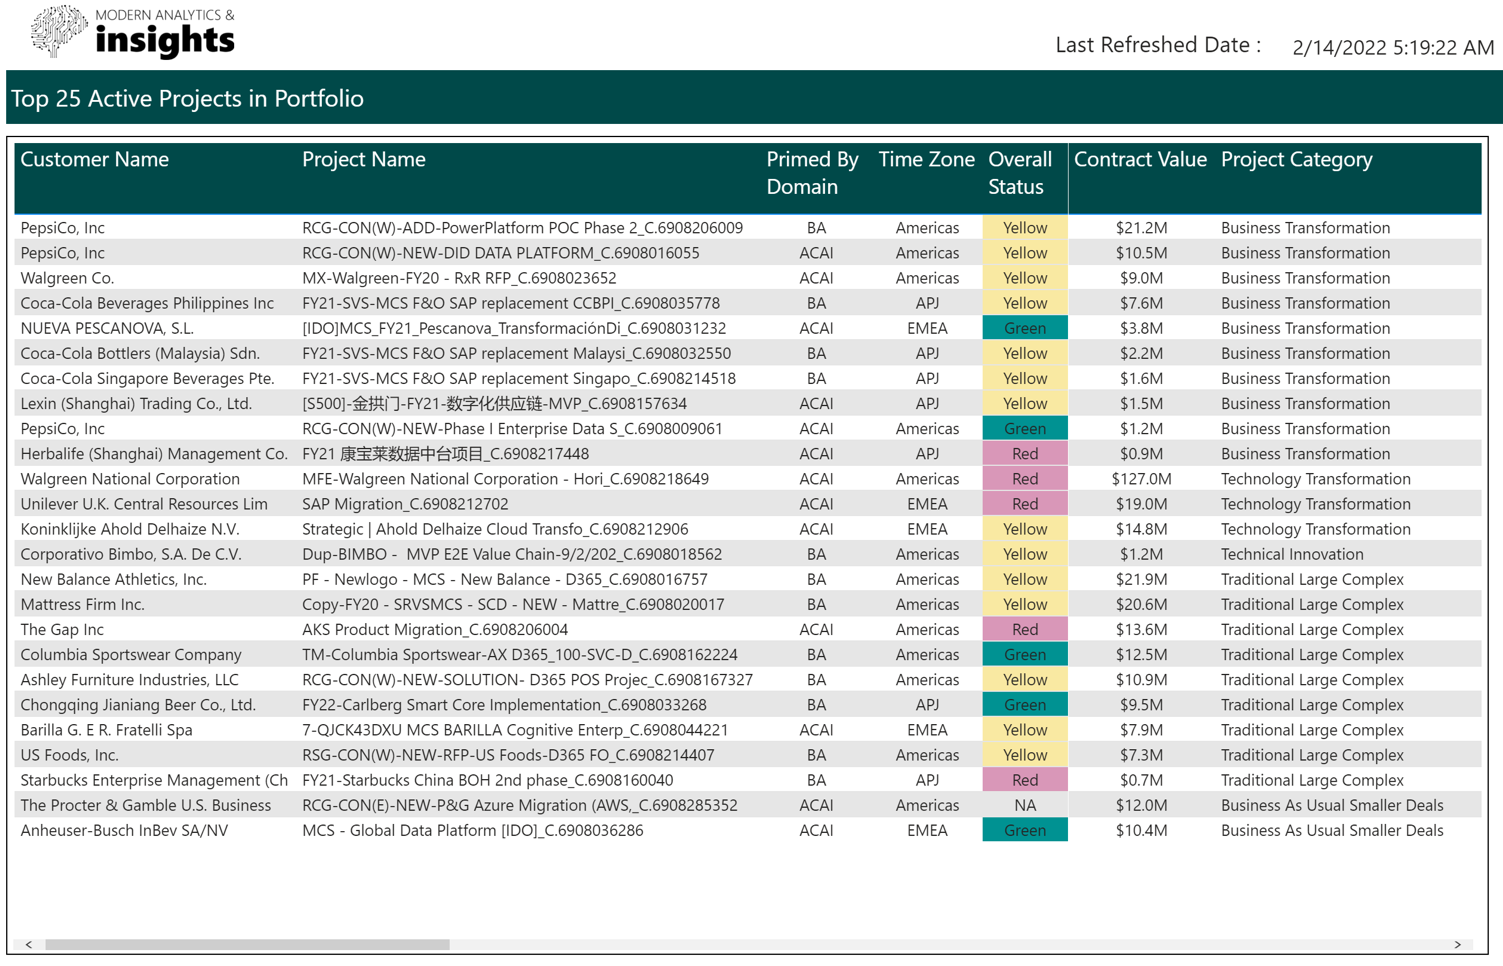 MODERN ANALYTICS &
insights
Last Refreshed Date : 2/14/2022 5:19:22 AM
Top 25 Active Projects in Portfolio
Customer Name Project Name Primed By Domain Time Zone Overall Status Contract Value Project Category
PepsiCo, Inc RCG-CON(W)-ADD-PowerPlatform POC Phase 2_C.6908206009 BA Americas Yellow $21.2M Business Transformation
PepsiCo, Inc RCG-CON(W)-NEW-DID DATA PLATFORM_C.6908016055 ACAI Americas Yellow $10.5M Business Transformation
Walgreen Co. MX-Walgreen-FY20 - RxR RFP_C.6908023652 ACAI Americas Yellow $9.0M Business Transformation
Coca-Cola Beverages Philippines Inc FY21-SVS-MCS F&O SAP replacement CCBPI_C.6908035778 BA APJ Yellow $7.6M Business Transformation
NUEVA PESCANOVA, S.L. [IDO]MCS_FY21_Pescanova_TransformaciónDi_C.6908031232 ACAI EMEA Green $3.8M Business Transformation
Coca-Cola Bottlers (Malaysia) Sdn. FY21-SVS-MCS F&O SAP replacement Malaysi_C.6908032550 BA APJ Yellow $2.2M Business Transformation
Coca-Cola Singapore Beverages Pte. FY21-SVS-MCS F&O SAP replacement Singapo_C.6908214518 BA APJ Yellow $1.6M Business Transformation
Lexin (Shanghai) Trading Co., Ltd. [S500]-金拱门-FY21-数字化供应链-MVP_C.6908157634 ACAI APJ Yellow $1.5M Business Transformation
PepsiCo, Inc RCG-CON(W)-NEW-Phase I Enterprise Data S_C.6908009061 ACAI Americas Green $1.2M Business Transformation
Herbalife (Shanghai) Management Co. FY21 康宝莱数据中台项目_C.6908217448 ACAI APJ Red $0.9M Business Transformation
Walgreen National Corporation MFE-Walgreen National Corporation - Hori_C.6908218649 ACAI Americas Red $127.0M Technology Transformation
Unilever U.K. Central Resources Lim SAP Migration_C.6908212702 ACAI EMEA Red $19.0M Technology Transformation
Koninklijke Ahold Delhaize N.V. Strategic | Ahold Delhaize Cloud Transfo_C.6908212906 ACAI EMEA Yellow $14.8M Technology Transformation
Corporativo Bimbo, S.A. De C.V. Dup-BIMBO - MVP E2E Value Chain-9/2/202_C.6908018562 BA Americas Yellow $1.2M Technical Innovation
New Balance Athletics, Inc. PF - Newlogo - MCS - New Balance - D365_C.6908016757 BA Americas Yellow $21.9M Traditional Large Complex
Mattress Firm Inc. Copy-FY20 - SRVSMCS - SCD - NEW - Mattre_C.6908020017 BA Americas Yellow $20.6M Traditional Large Complex
The Gap Inc AKS Product Migration_C.6908206004 ACAI Americas Red $13.6M Traditional Large Complex
Columbia Sportswear Company TM-Columbia Sportswear-AX D365_100-SVC-D_C.6908162224 BA Americas Green $12.5M Traditional Large Complex
Ashley Furniture Industries, LLC RCG-CON(W)-NEW-SOLUTION- D365 POS Projec_C.6908167327 BA Americas Yellow $10.9M Traditional Large Complex
Chongqing Jianiang Beer Co., Ltd. FY22-Carlberg Smart Core Implementation_C.6908033268 BA APJ Green $9.5M Traditional Large Complex
Barilla G. E R. Fratelli Spa 7-QJCK43DXU MCS BARILLA Cognitive Enterp_C.6908044221 ACAI EMEA Yellow $7.9M Traditional Large Complex
US Foods, Inc. RSG-CON(W)-NEW-RFP-US Foods-D365 FO_C.6908214407 BA Americas Yellow $7.3M Traditional Large Complex
Starbucks Enterprise Management (Ch FY21-Starbucks China BOH 2nd phase_C.6908160040 BA APJ Red $0.7M Traditional Large Complex
The Procter & Gamble U.S. Business RCG-CON(E)-NEW-P&G Azure Migration (AWS,_C.6908285352 ACAI Americas NA $12.0M Business As Usual Smaller Deals
Anheuser-Busch InBev SA/NV MCS - Global Data Platform [IDO]_C.6908036286 ACAI EMEA Green $10.4M Business As Usual Smaller Deals